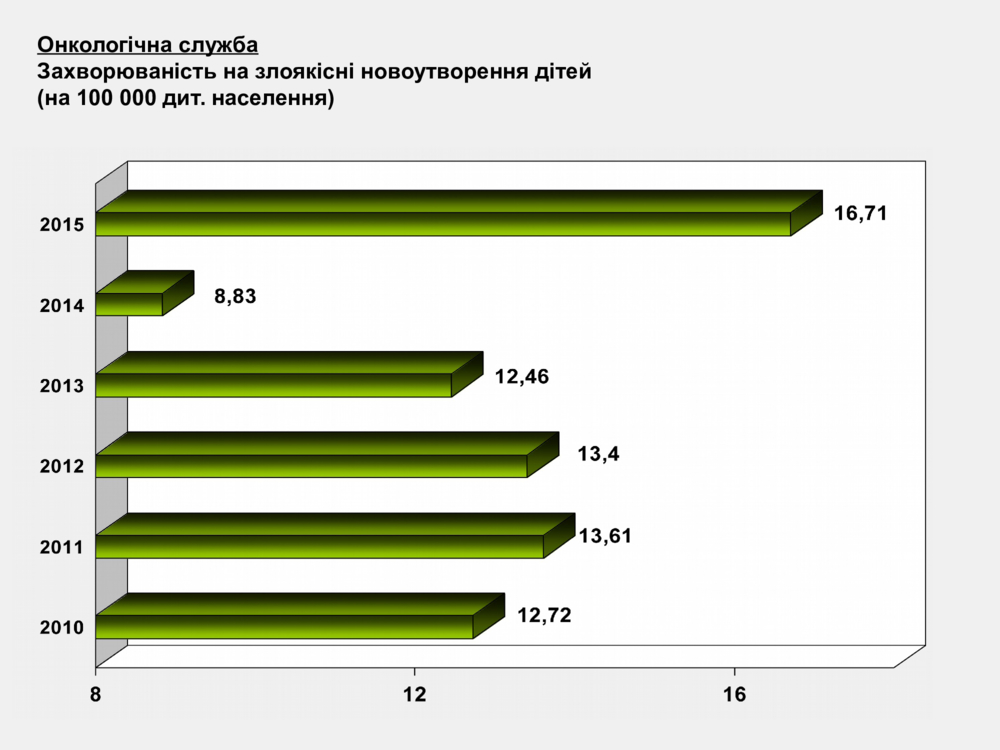 Онкологічна служба
Захворюваність на злоякісні новоутворення дітей
(на 100 000 дит. населення)
2015 16,71
2014 8,83
2013 12,46
2012 13,4
2011 13,61
2010 12,72
8 12 16